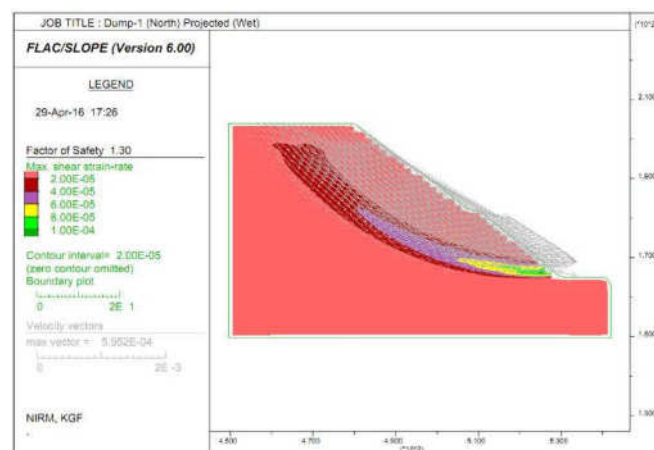 JOB TITLE : Dump-1 (North) Projected (Wet)
FLAC/SLOPE (Version 6.00)
LEGEND
29-Apr-16 17:26
Factor of Safety 1.30
Max. shear strain-rate
2.00E-05
4.00E-05
6.00E-05
8.00E-05
1.00E-04
Contour interval= 2.00E-05
(zero contour omitted)
Boundary plot
0 2E 1
Velocity vectors
max vector = 5.952E-04
0 2E -3
NIRM, KGF
2.100
1.900
1.700
1.600
1.500
4.500 4.700 4.900 5.100 5.300